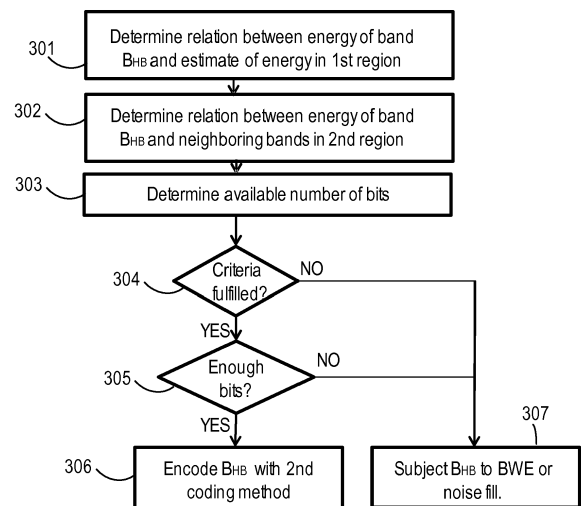 Determine relation between energy of band
301
BHB and estimate of energy in 1st region
302
Determine relation between energy of band
BHB and neighboring bands in 2nd region
303
Determine available number of bits
304
Criteria
fulfilled?
NO
YES
305
Enough
bits?
NO
YES
307
306
Encode BHB with 2nd
coding method
Subject BHB to BWE or
noise fill.